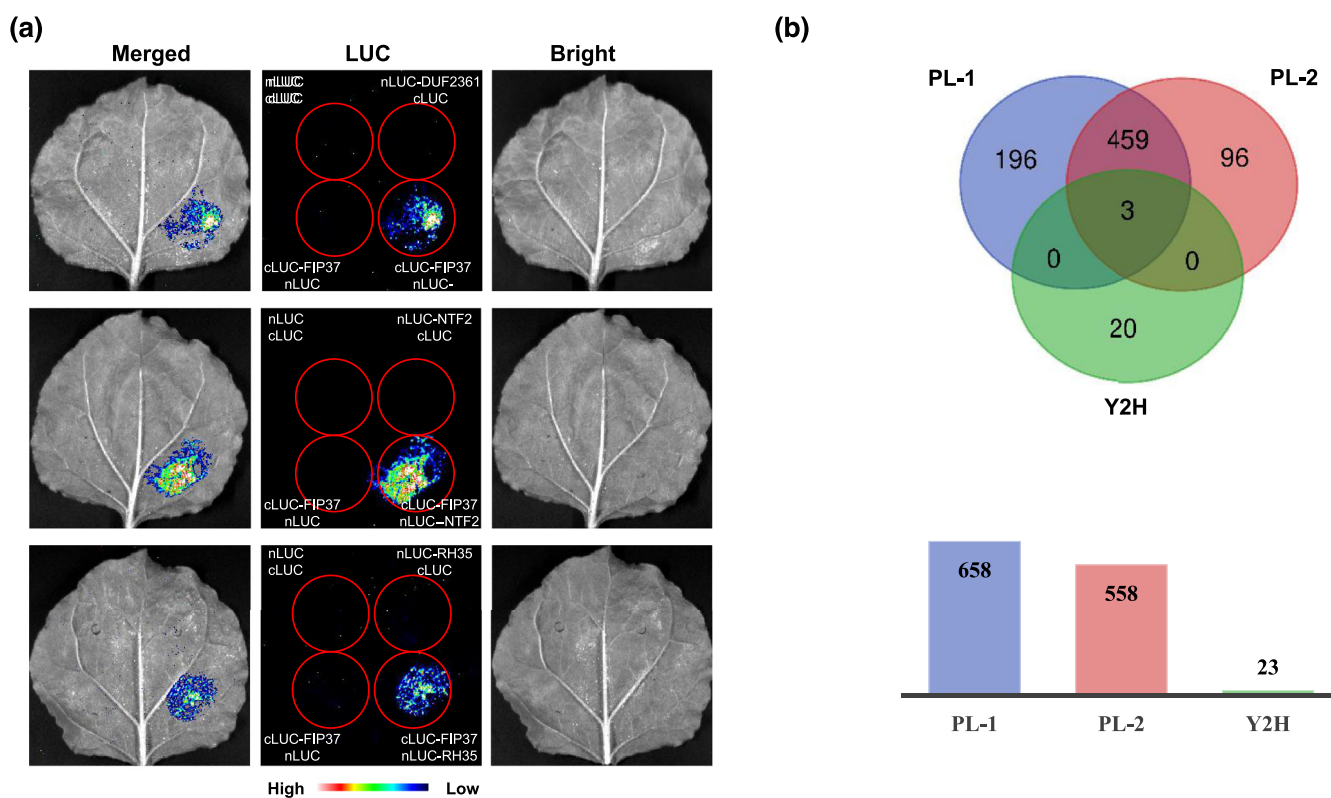 (a)
Merged
LUC
Bright
nLUC
cLUC
nLUC-DUF2361
cLUC
cLUC-FIP37
nLUC
cLUC-FIP37
nLUC-
nLUC
cLUC
nLUC-NTF2
cLUC
cLUC-FIP37
nLUC
cLUC-FIP37
nLUC–NTF2
nLUC
cLUC
nLUC-RH35
cLUC
cLUC-FIP37
nLUC
cLUC-FIP37
nLUC-RH35
High
Low
(b)
PL-1
PL-2
196
459
96
3
0
0
20
Y2H
658
558
23
PL-1
PL-2
Y2H